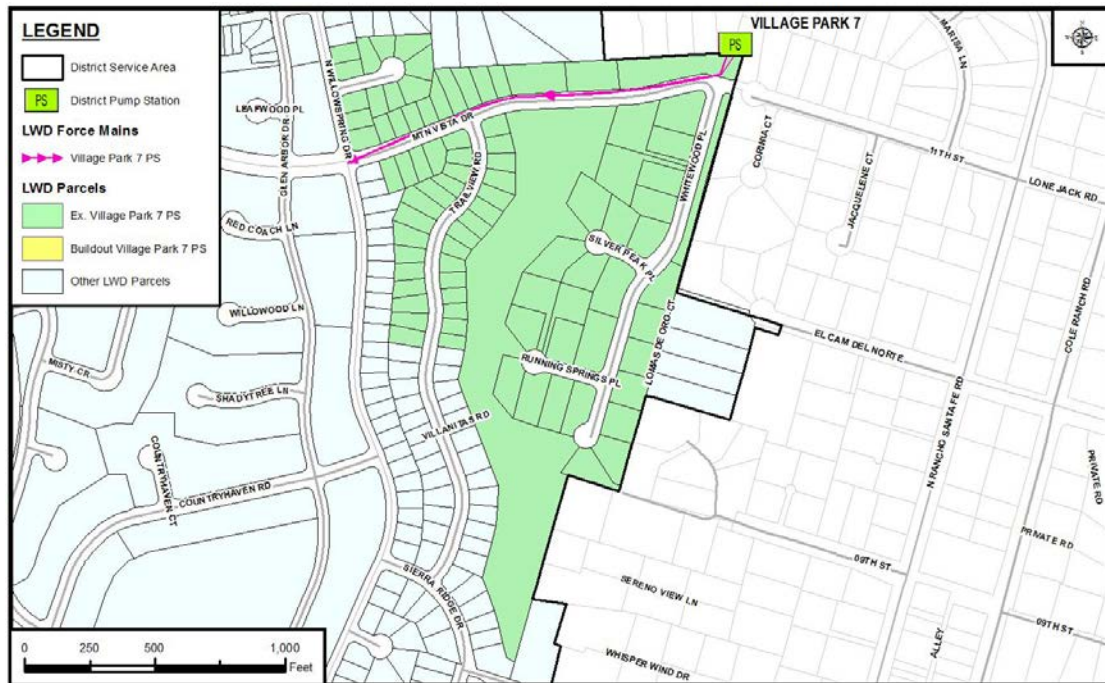 LEGEND
District Service Area
PS
District Pump Station
LWD Force Mains
Village Park 7 PS
LWD Parcels
Ex. Village Park 7 PS
Buildout Village Park 7 PS
Other LWD Parcels
VILLAGE PARK 7
PS
MARISA LN
N WILLOWSPRING DR
LEAFWOOD PL
GLEN ARBOR DR
MTN VISTA DR
TRAILVIEW RD
WHITEWOOD PL
CORMIA CT
11TH ST
LONE JACK RD
JACQUELENE CT
RED COACH LN
SILVER PEAK PL
WILLOWOOD LN
LOMAS DE ORO CT
EL CAM DEL NORTE
COLE RANCH RD
MISTY CR
SHADYTREE LN
RUNNING SPRINGS PL
N RANCHO SANTA FE RD
VILLANITAS RD
COUNTRYHAVEN CT
COUNTRYHAVEN RD
PRIVATE RD
PRIVATE RD
09TH ST
SIERRA RIDGE DR
SERENO VIEW LN
09TH ST
ALLEY
WHISPER WIND DR
0 250 500 1,000
Feet